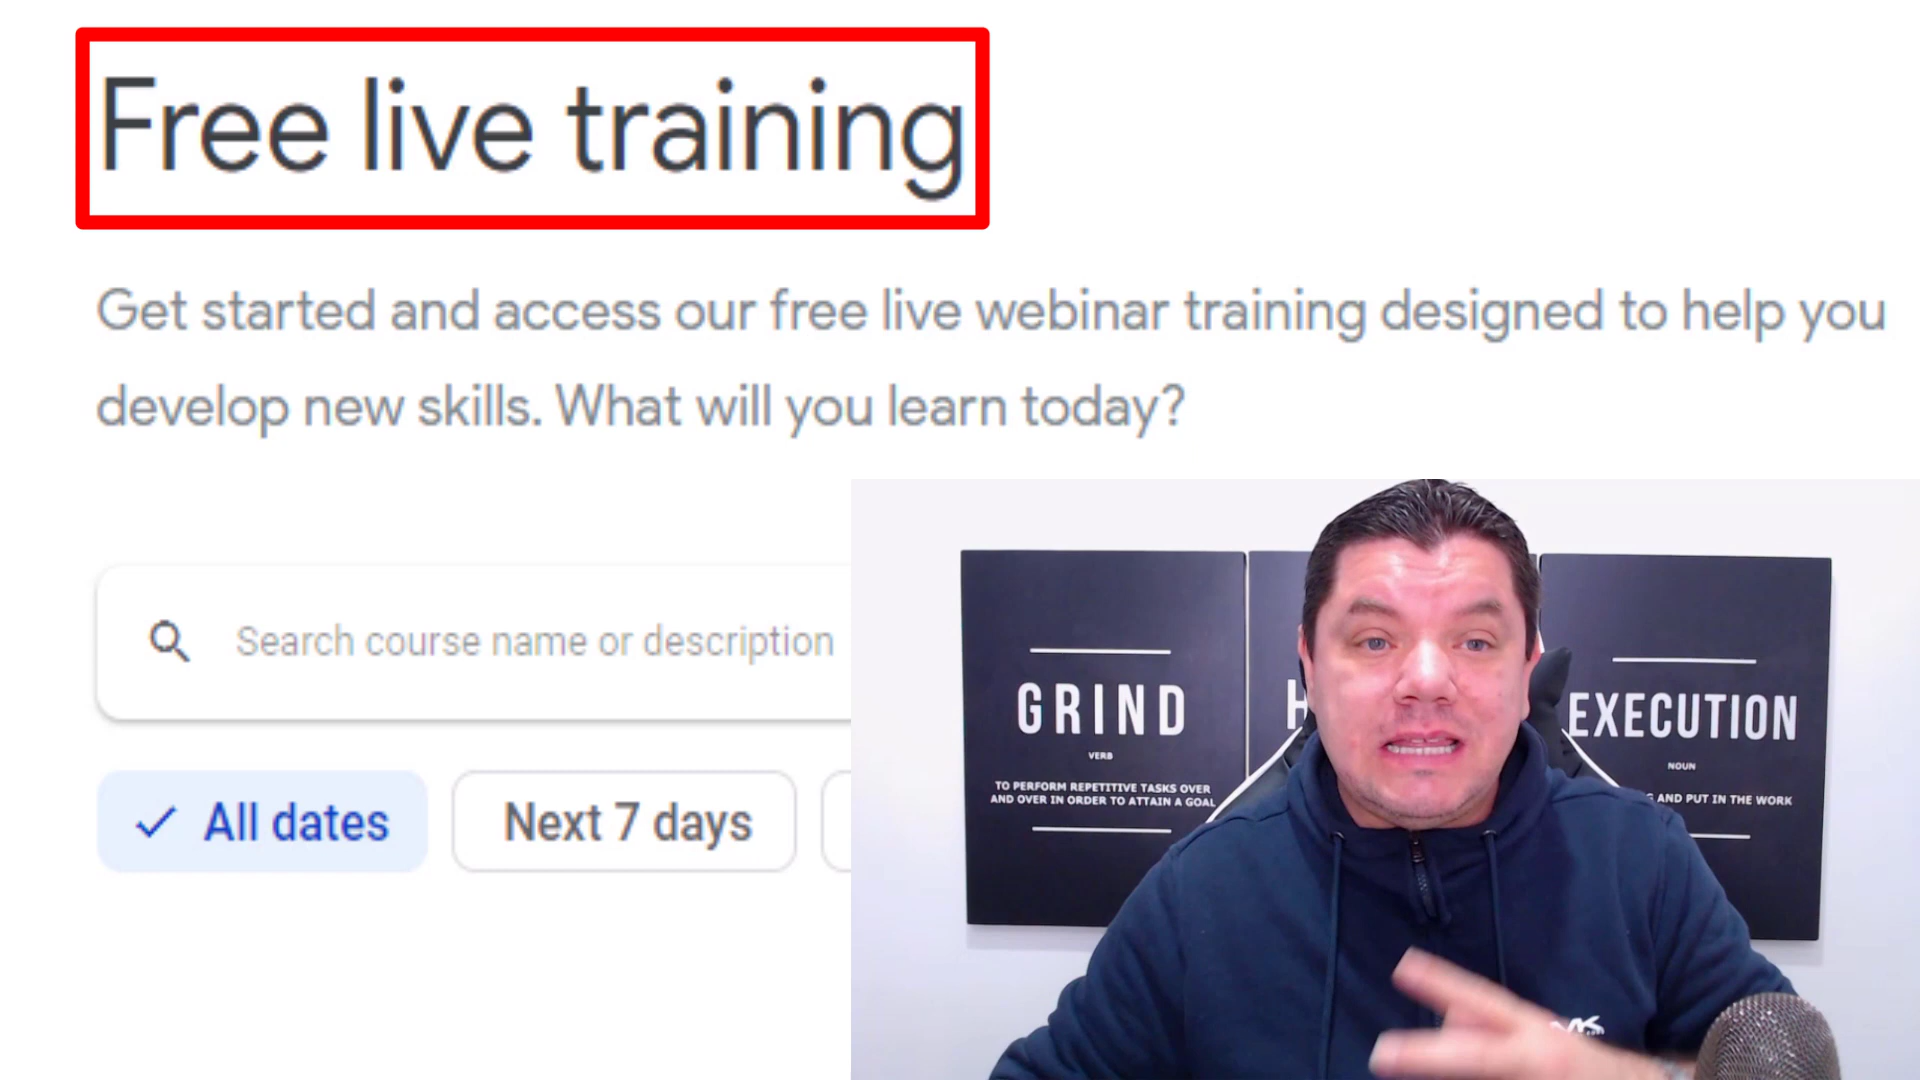 Free live training
Get started and access our free live webinar training designed to help you
develop new skills. What will you learn today?
Search course name or description
All dates
Next 7 days
GRIND
VERB
TO PERFORM REPETITIVE TASKS OVER
AND OVER IN ORDER TO ATTAIN A GOAL
H
EXECUTION
NOUN
AND PUT IN THE WORK